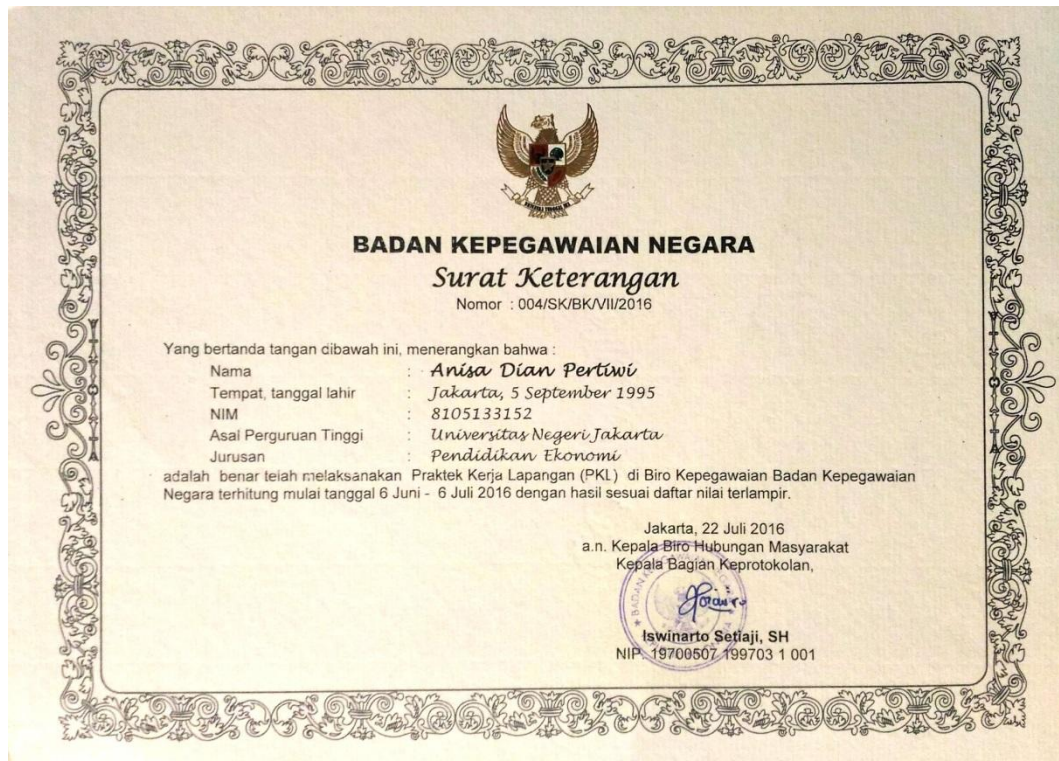 BADAN KEPEGAWAIAN NEGARA
Surat Keterangan
Nomor : 004/SK/BK/VII/2016
Yang bertanda tangan dibawah ini, menerangkan bahwa :
Nama : Anisa Dian Pertiwi
Tempat, tanggal lahir : Jakarta, 5 September 1995
NIM : 8105133152
Asal Perguruan Tinggi : Universitas Negeri Jakarta
Jurusan : Pendidikan Ekonomi
adalah benar telah melaksanakan Praktek Kerja Lapangan (PKL) di Biro Kepegawaian Badan Kepegawaian
Negara terhitung mulai tanggal 6 Juni - 6 Juli 2016 dengan hasil sesuai daftar nilai terlampir.
Jakarta, 22 Juli 2016
a.n. Kepala Biro Hubungan Masyarakat
Kepala Bagian Keprotokolan,
Iswinarto Setiaji, SH
NIP. 19700507 199703 1 001